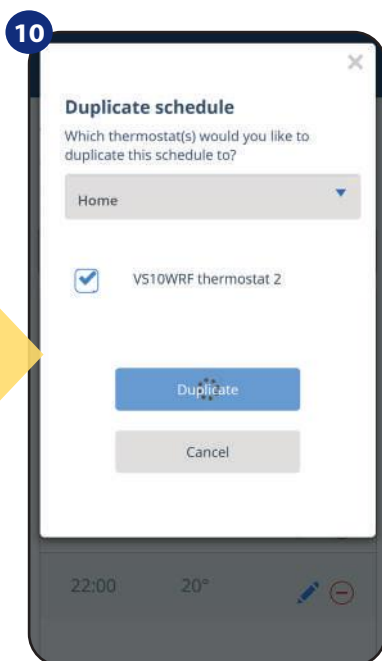 10
Duplicate schedule
Which thermostat(s) would you like to
duplicate this schedule to?
Home
VS10WRF thermostat 2
Duplicate
Cancel
22:00 20°